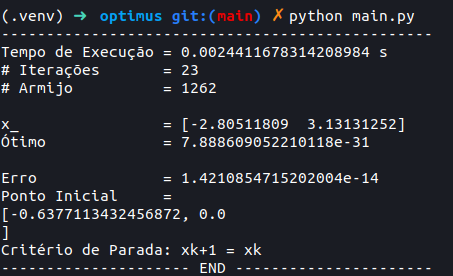 (.venv) ➜ optimus git:(main) ✗ python main.py
-------------------------------------------
Tempo de Execução = 0.0024411678314208984 s
# Iterações = 23
# Armijo = 1262
x_ = [-2.80511809 3.13131252]
Ótimo = 7.888609052210118e-31
Erro = 1.4210854715202004e-14
Ponto Inicial =
[-0.6377113432456872, 0.0
]
Critério de Parada: xk+1 = xk
------------------- END --------------------